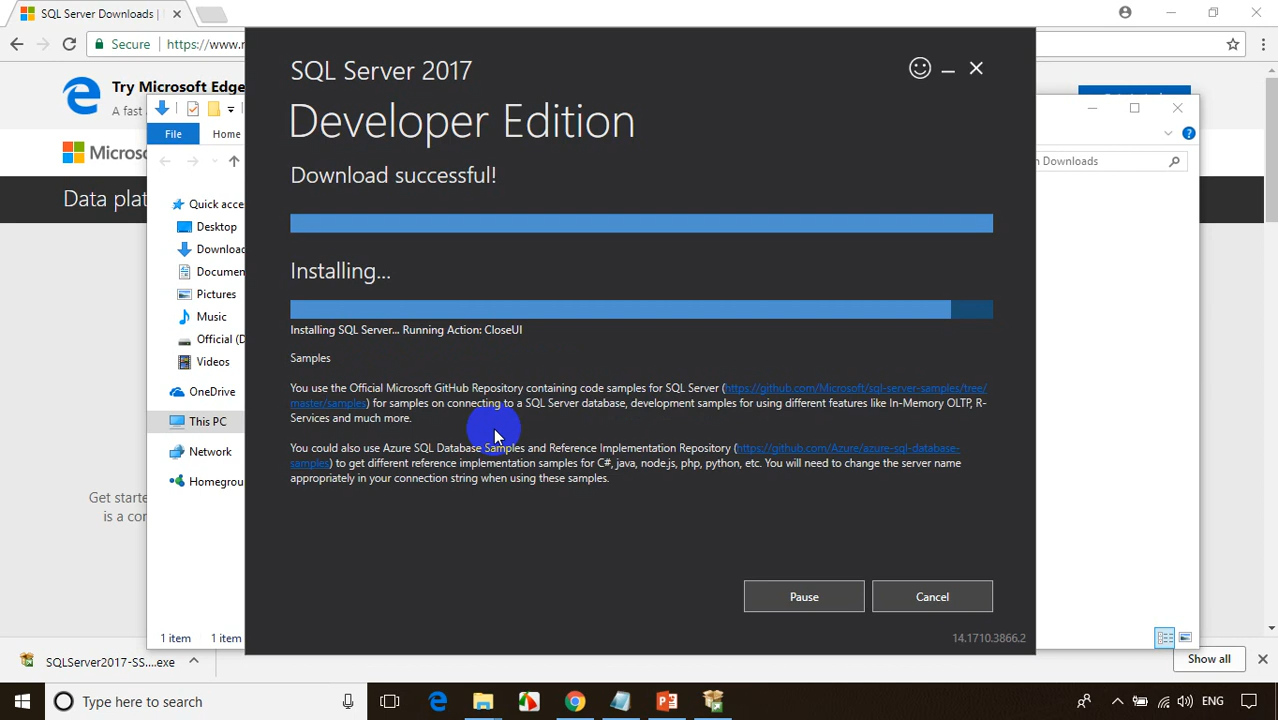 SQL Server Downloads |
Secure
https://www.
Try Microsoft Edge
A fast
Micros
Data plat
File
Home
Downloads
Quick acce
Desktop
Download
Docume
Pictures
Music
Official (D
Videos
OneDrive
This PC
Network
Homegrou
Get starte
is a cor
1 item
1 item
SQL Server 2017
Developer Edition
Download successful!
Installing...
Installing SQL Server... Running Action: CloseUI
Samples
You use the Official Microsoft GitHub Repository containing code samples for SQL Server (https://github.com/Microsoft/sql-server-samples/tree/
master/samples) for samples on connecting to a SQL Server database, development samples for using different features like In-Memory OLTP, R-
Services and much more.
You could also use Azure SQL Database Samples and Reference Implementation Repository (https://github.com/Azure/azure-sql-database-
samples) to get different reference implementation samples for C#, java, node.js, php, python, etc. You will need to change the server name
appropriately in your connection string when using these samples.
Pause
Cancel
14.1710.3866.2
SQLServer2017-SS....exe
Show all
Type here to search
ENG